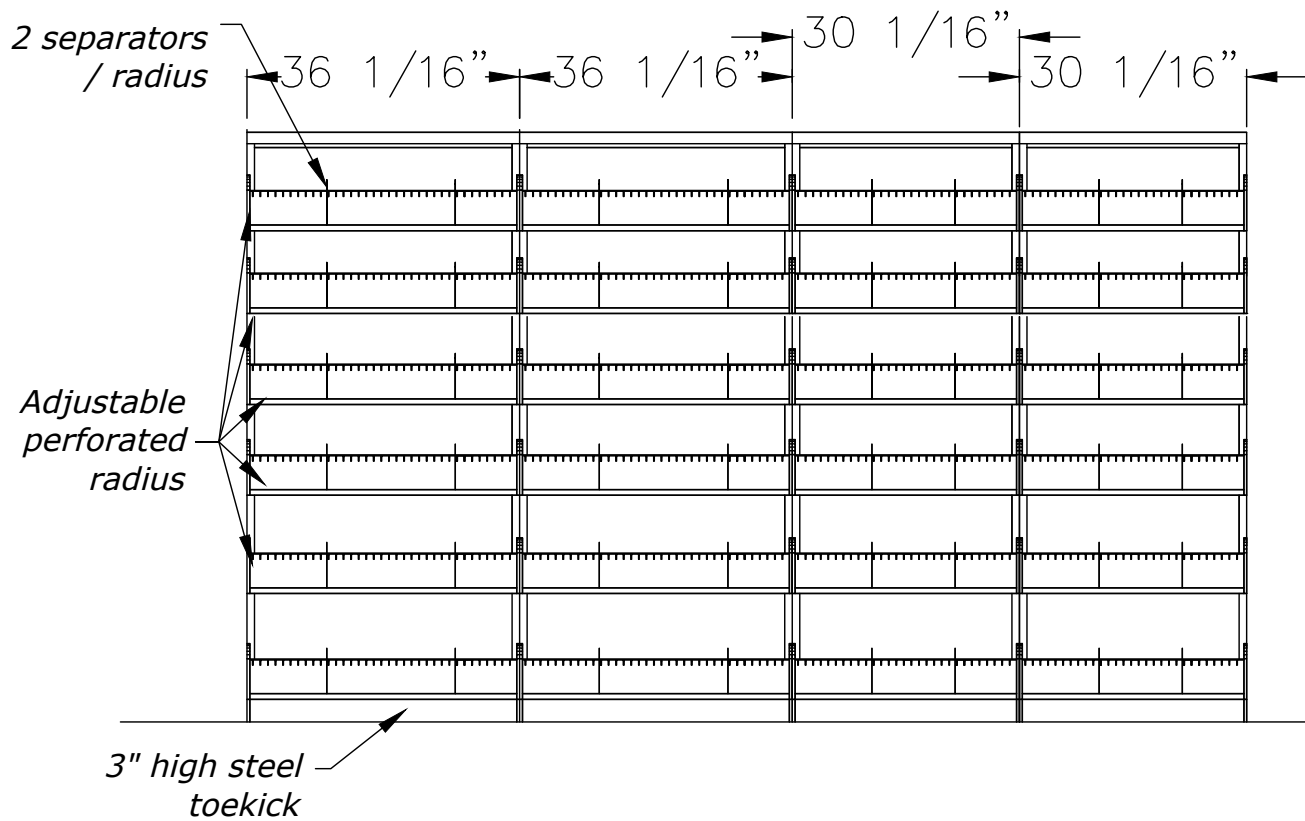 2 separators
/ radius
36 1/16”
36 1/16”
30 1/16”
30 1/16”
Adjustable
perforated
radius
3" high steel
toekick